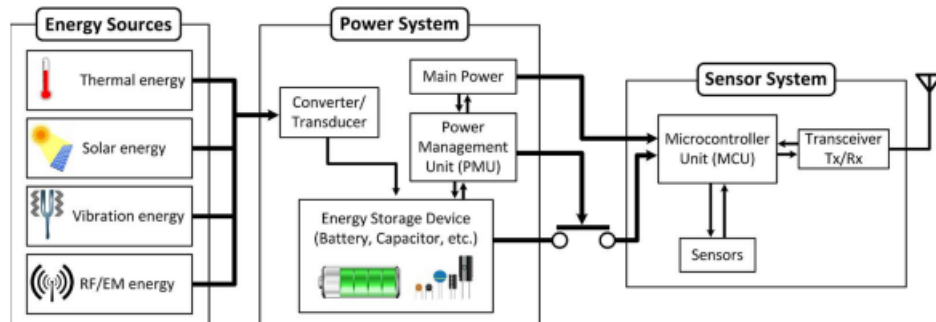 Energy Sources
Thermal energy
Solar energy
Vibration energy
RF/EM energy
Power System
Converter/
Transducer
Main Power
Power
Management
Unit (PMU)
Energy Storage Device
(Battery, Capacitor, etc.)
Sensor System
Microcontroller
Unit (MCU)
Transceiver
Tx/Rx
Sensors